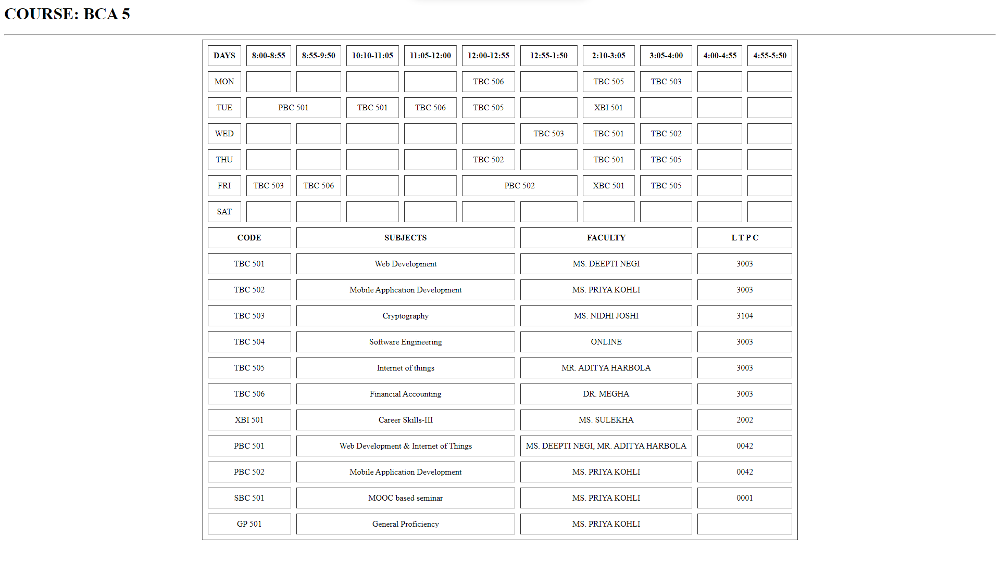 COURSE: BCA 5
DAYS 8:00-8:55 8:55-9:50 10:10-11:05 11:05-12:00 12:00-12:55 12:55-1:50 2:10-3:05 3:05-4:00 4:00-4:55 4:55-5:50
MON TBC 506 TBC 505 TBC 503
TUE PBC 501 TBC 501 TBC 506 TBC 505 XBI 501
WED TBC 503 TBC 501 TBC 502
THU TBC 502 TBC 501 TBC 505
FRI TBC 503 TBC 506 PBC 502 XBC 501 TBC 505
SAT
CODE SUBJECTS FACULTY L T P C
TBC 501 Web Development MS. DEEPTI NEGI 3003
TBC 502 Mobile Application Development MS. PRIYA KOHLI 3003
TBC 503 Cryptography MS. NIDHI JOSHI 3104
TBC 504 Software Engineering ONLINE 3003
TBC 505 Internet of things MR. ADITYA HARBOLA 3003
TBC 506 Financial Accounting DR. MEGHA 3003
XBI 501 Career Skills-III MS. SULEKHA 2002
PBC 501 Web Development & Internet of Things MS. DEEPTI NEGI, MR. ADITYA HARBOLA 0042
PBC 502 Mobile Application Development MS. PRIYA KOHLI 0042
SBC 501 MOOC based seminar MS. PRIYA KOHLI 0001
GP 501 General Proficiency MS. PRIYA KOHLI